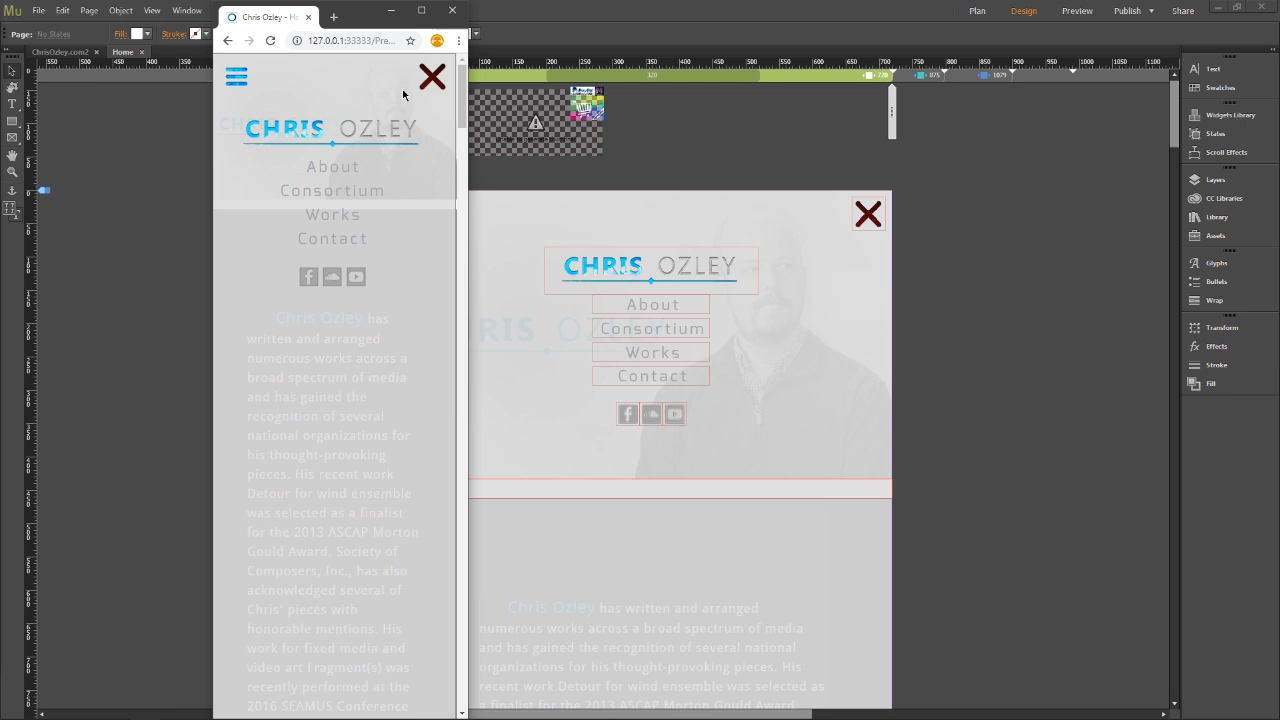 Mu File Edit Page Object View Window
Plan Design Preview Publish Share
Page: No States Fill: Stroke:
ChrisOzley.com2 × Home ×
Chris Ozley - Ho
127.0.0.1:33333/Pre...
320
720
875
1079
CHRIS OZLEY
About
Consortium
Works
Contact
Chris Ozley has
written and arranged
numerous works across a
broad spectrum of media
and has gained the
recognition of several
national organizations for
his thought-provoking
pieces. His recent work
Detour for wind ensemble
was selected as a finalist
for the 2013 ASCAP Morton
Gould Award. Society of
Composers, Inc., has also
acknowledged several of
Chris' pieces with
honorable mentions. His
work for fixed media and
video art fragment(s) was
recently performed at the
2016 SEAMUS Conference
CHRIS OZLEY
About
Consortium
Works
Contact
Chris Ozley has written and arranged
numerous works across a broad spectrum of media
and has gained the recognition of several national
organizations for his thought-provoking pieces. His
recent work Detour for wind ensemble was selected as
a finalist for the 2013 ASCAP Morton Gould Award.
Text
Swatches
Widgets Library
States
Scroll Effects
Layers
CC Libraries
Library
Assets
Glyphs
Bullets
Wrap
Transform
Effects
Stroke
Fill